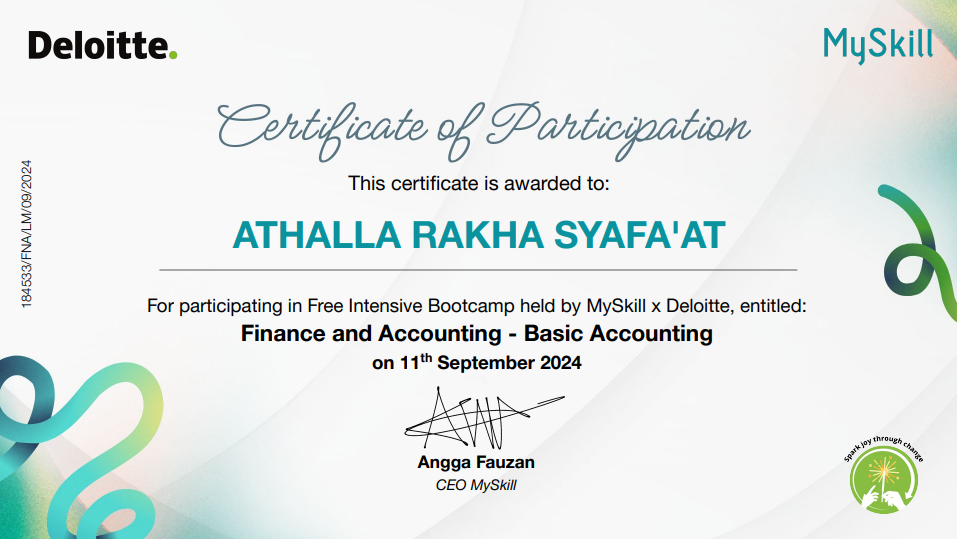 Deloitte.
MySkill
Certificate of Participation
This certificate is awarded to:
184533/FNA/LM/09/2024
ATHALLA RAKHA SYAFA'AT
For participating in Free Intensive Bootcamp held by MySkill x Deloitte, entitled:
Finance and Accounting - Basic Accounting
on 11th September 2024
Angga Fauzan
CEO MySkill
Spark joy through change